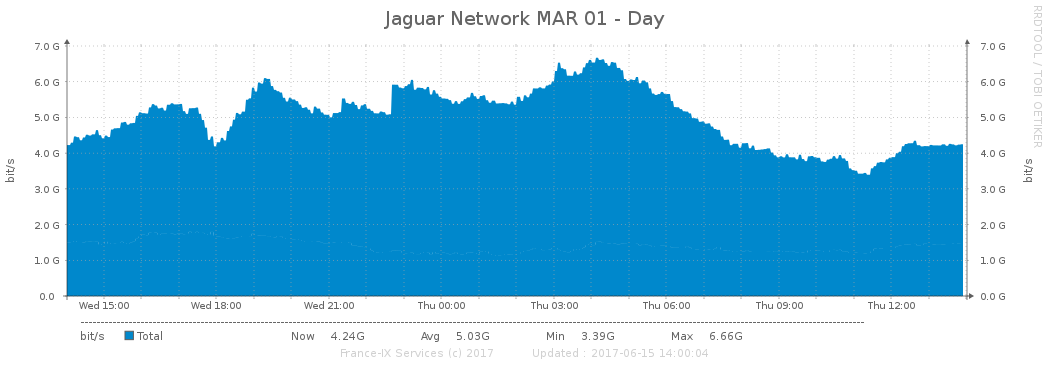 Jaguar Network MAR 01 - Day
RRDTOOL / TOBI OETIKER
7.0 G 7.0 G
6.0 G 6.0 G
5.0 G 5.0 G
4.0 G 4.0 G
3.0 G 3.0 G
2.0 G 2.0 G
1.0 G 1.0 G
0.0 0.0 G
bit/s bit/s
Wed 15:00 Wed 18:00 Wed 21:00 Thu 00:00 Thu 03:00 Thu 06:00 Thu 09:00 Thu 12:00
bit/s Total Now 4.24G Avg 5.03G Min 3.39G Max 6.66G
France-IX Services (c) 2017 Updated : 2017-06-15 14:00:04